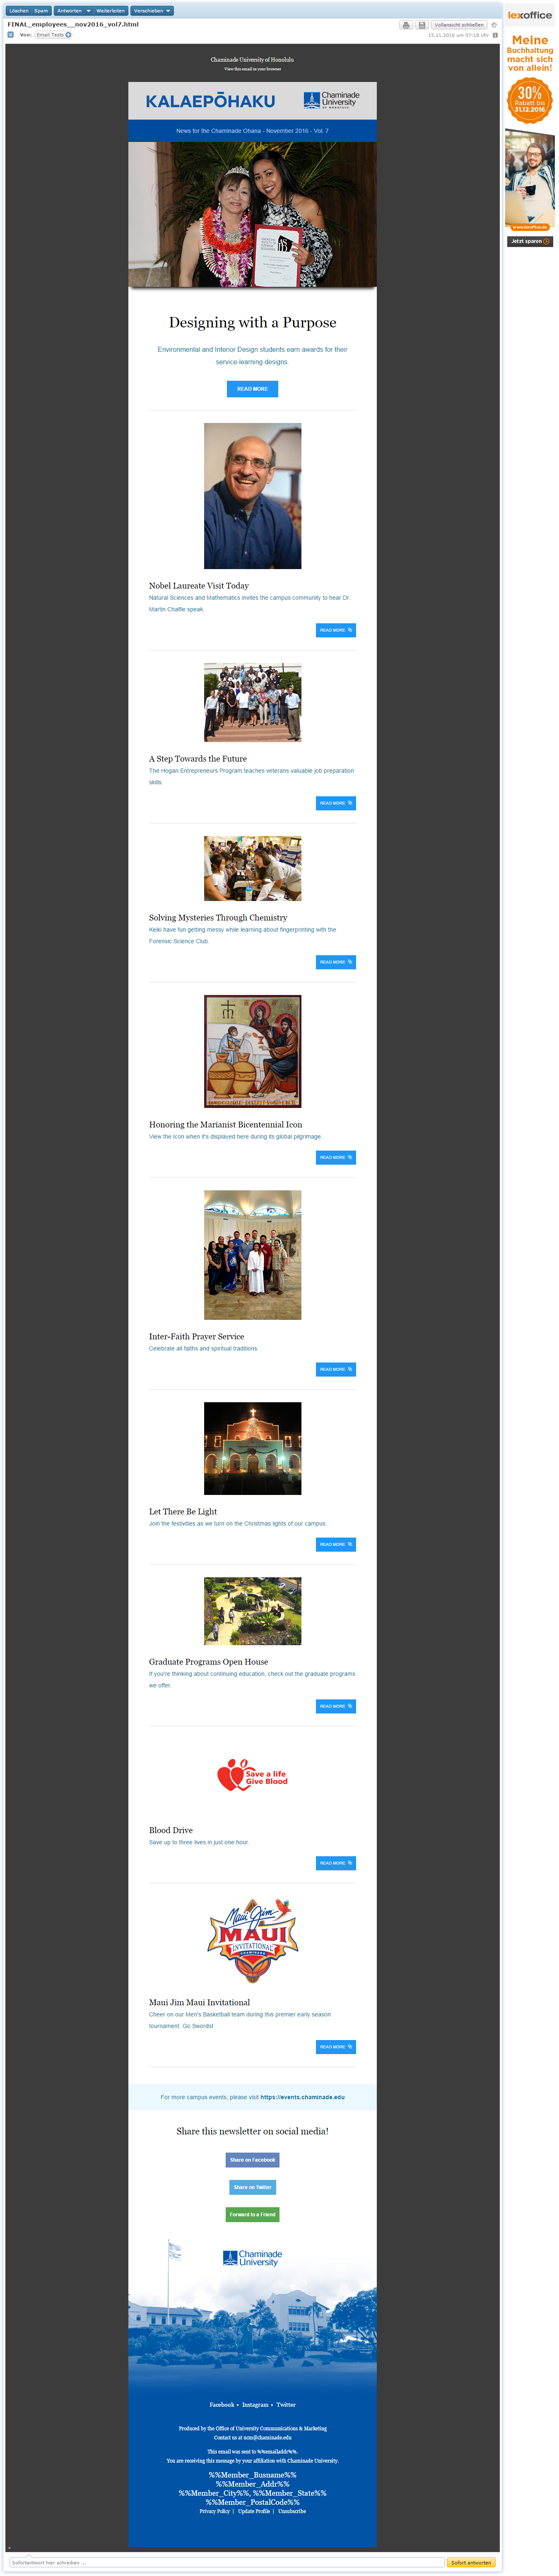 Löschen Spam Antworten Weiterleiten Verschieben
FINAL_employees__nov2016_vol7.html
Vollansicht schließen
Von: Email Tests
15.11.2016 um 07:18 Uhr
lexoffice
Meine
Buchhaltung
macht sich
von allein!
30%
Rabatt bis
31.12.2016
www.lexoffice.de
Jetzt sparen
Chaminade University of Honolulu
View this email in your browser
KALAEPŌHAKU
Chaminade
University
OF HONOLULU
News for the Chaminade Ohana - November 2016 - Vol. 7
Designing with a Purpose
Environmental and Interior Design students earn awards for their
service-learning designs.
READ MORE
Nobel Laureate Visit Today
Natural Sciences and Mathematics invites the campus community to hear Dr.
Martin Chalfie speak.
READ MORE
A Step Towards the Future
The Hogan Entrepreneurs Program teaches veterans valuable job preparation
skills.
READ MORE
Solving Mysteries Through Chemistry
Keiki have fun getting messy while learning about fingerprinting with the
Forensic Science Club.
READ MORE
Honoring the Marianist Bicentennial Icon
View the Icon when it's displayed here during its global pilgrimage.
READ MORE
Inter-Faith Prayer Service
Celebrate all faiths and spiritual traditions.
READ MORE
Let There Be Light
Join the festivities as we turn on the Christmas lights of our campus.
READ MORE
Graduate Programs Open House
If you're thinking about continuing education, check out the graduate programs
we offer.
READ MORE
Save a life
Give Blood
Blood Drive
Save up to three lives in just one hour.
READ MORE
Maui Jim
MAUI
INVITATIONAL
CHAMINADE
Maui Jim Maui Invitational
Cheer on our Men's Basketball team during this premier early season
tournament. Go Swords!
READ MORE
For more campus events, please visit https://events.chaminade.edu
Share this newsletter on social media!
Share on Facebook
Share on Twitter
Forward to a Friend
Chaminade
University
Facebook • Instagram • Twitter
Produced by the Office of University Communications & Marketing
Contact us at ucm@chaminade.edu
This email was sent to %%emailaddr%%.
You are receiving this message by your affiliation with Chaminade University.
%%Member_Busname%%
%%Member_Addr%%
%%Member_City%%, %%Member_State%%
%%Member_PostalCode%%
Privacy Policy | Update Profile | Unsubscribe
Sofortantwort hier schreiben ...
Sofort antworten